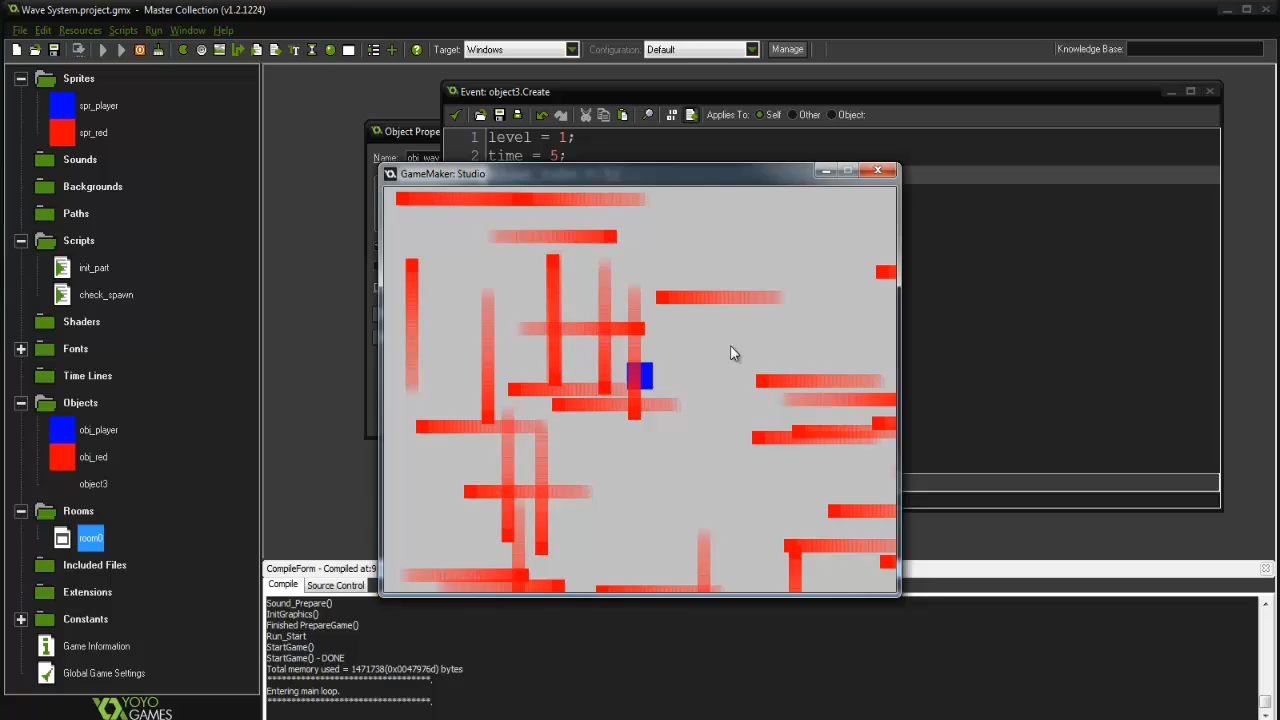 Wave System.project.gmx - Master Collection (v1.2.1224)
File Edit Resources Scripts Run Window Help
Target: Windows Configuration: Default Manage Knowledge Base:
Sprites
spr_player
spr_red
Sounds
Backgrounds
Paths
Scripts
init_part
check_spawn
Shaders
Fonts
Time Lines
Objects
obj_player
obj_red
object3
Rooms
room0
Included Files
Extensions
Constants
Game Information
Global Game Settings
YOYO
GAMES
Object Prope
Name: obj_wav
Event: object3.Create
Applies To: Self Other Object:
1 level = 1;
2 time = 5;
GameMaker: Studio
CompileForm - Compiled at:9
Compile Source Control
Sound_Prepare()
InitGraphics()
Finished PrepareGame()
Run_Start
StartGame()
StartGame() - DONE
Total memory used = 1471738(0x0047976d) bytes
**********************************.
Entering main loop.
**********************************.